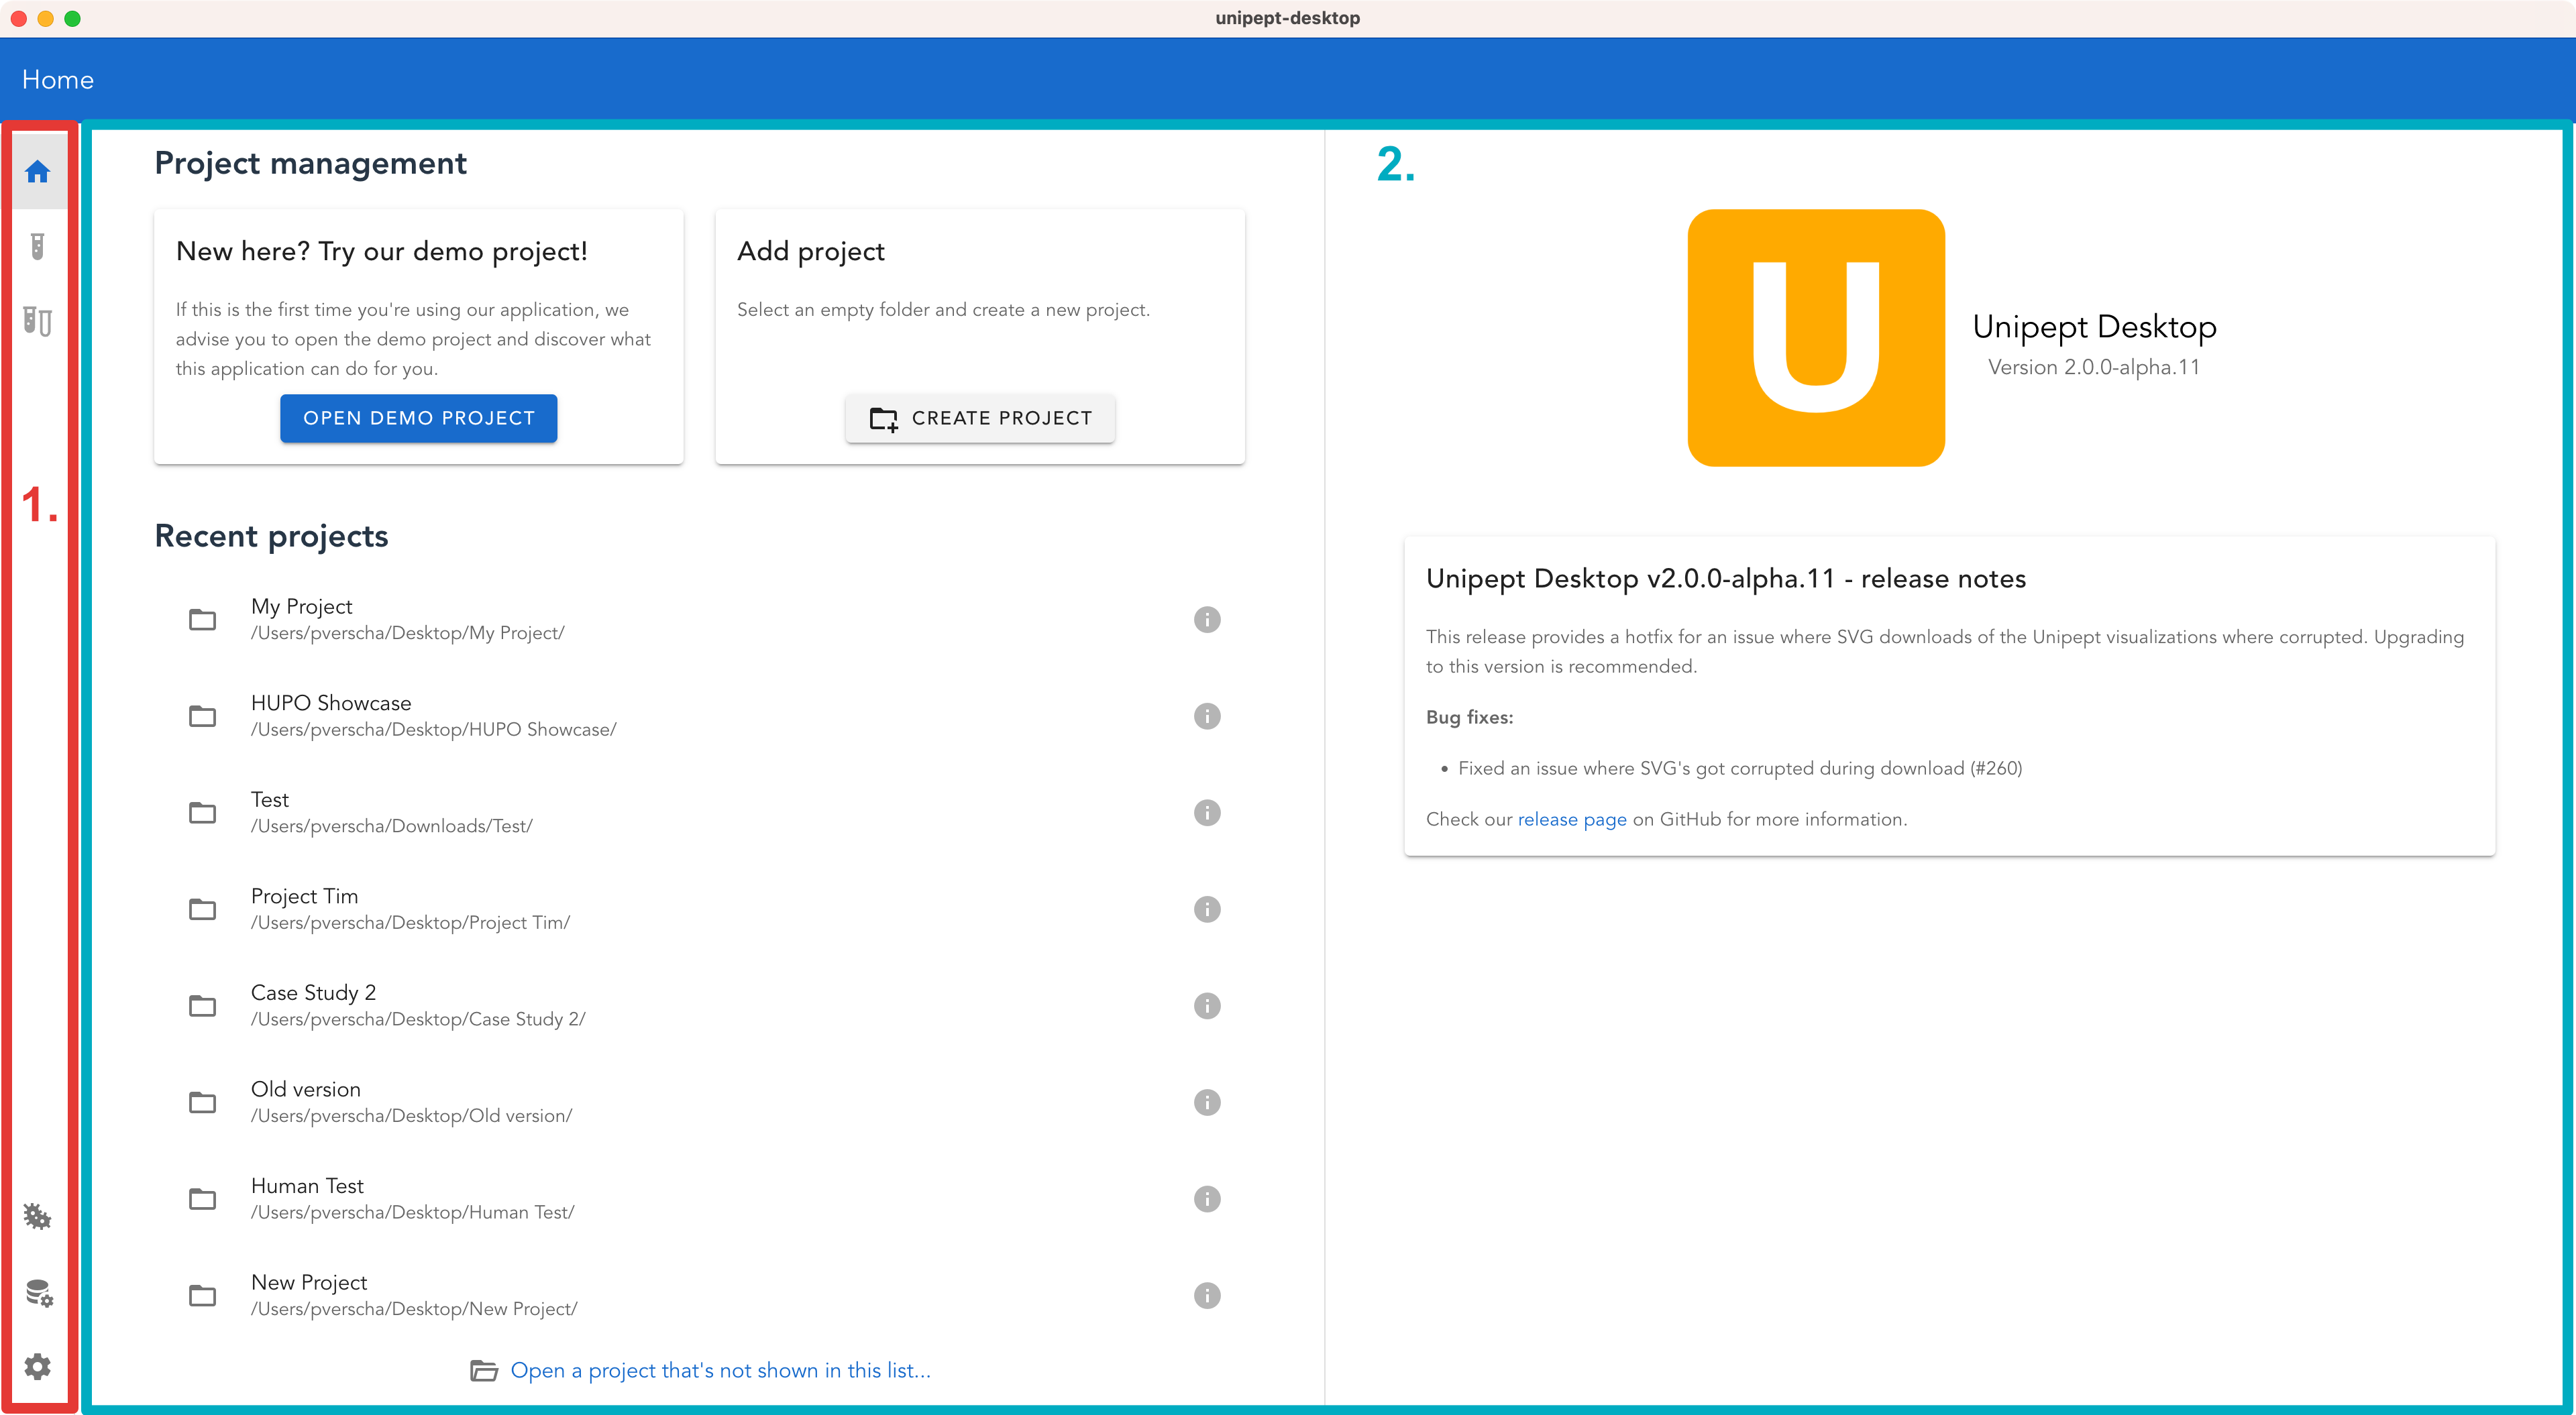 unipept-desktop
Home
1.
Project management
New here? Try our demo project!
If this is the first time you're using our application, we
advise you to open the demo project and discover what
this application can do for you.
OPEN DEMO PROJECT
Add project
Select an empty folder and create a new project.
CREATE PROJECT
Recent projects
My Project
/Users/pverscha/Desktop/My Project/
HUPO Showcase
/Users/pverscha/Desktop/HUPO Showcase/
Test
/Users/pverscha/Downloads/Test/
Project Tim
/Users/pverscha/Desktop/Project Tim/
Case Study 2
/Users/pverscha/Desktop/Case Study 2/
Old version
/Users/pverscha/Desktop/Old version/
Human Test
/Users/pverscha/Desktop/Human Test/
New Project
/Users/pverscha/Desktop/New Project/
Open a project that's not shown in this list...
2.
U
Unipept Desktop
Version 2.0.0-alpha.11
Unipept Desktop v2.0.0-alpha.11 - release notes
This release provides a hotfix for an issue where SVG downloads of the Unipept visualizations where corrupted. Upgrading
to this version is recommended.
Bug fixes:
• Fixed an issue where SVG's got corrupted during download (#260)
Check our release page on GitHub for more information.